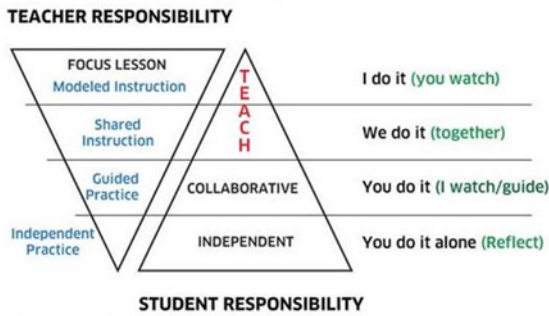 TEACHER RESPONSIBILITY
FOCUS LESSON
Modeled Instruction
TEACH
I do it (you watch)
Shared
Instruction
We do it (together)
Guided
Practice
COLLABORATIVE
You do it (I watch/guide)
Independent
Practice
INDEPENDENT
You do it alone (Reflect)
STUDENT RESPONSIBILITY